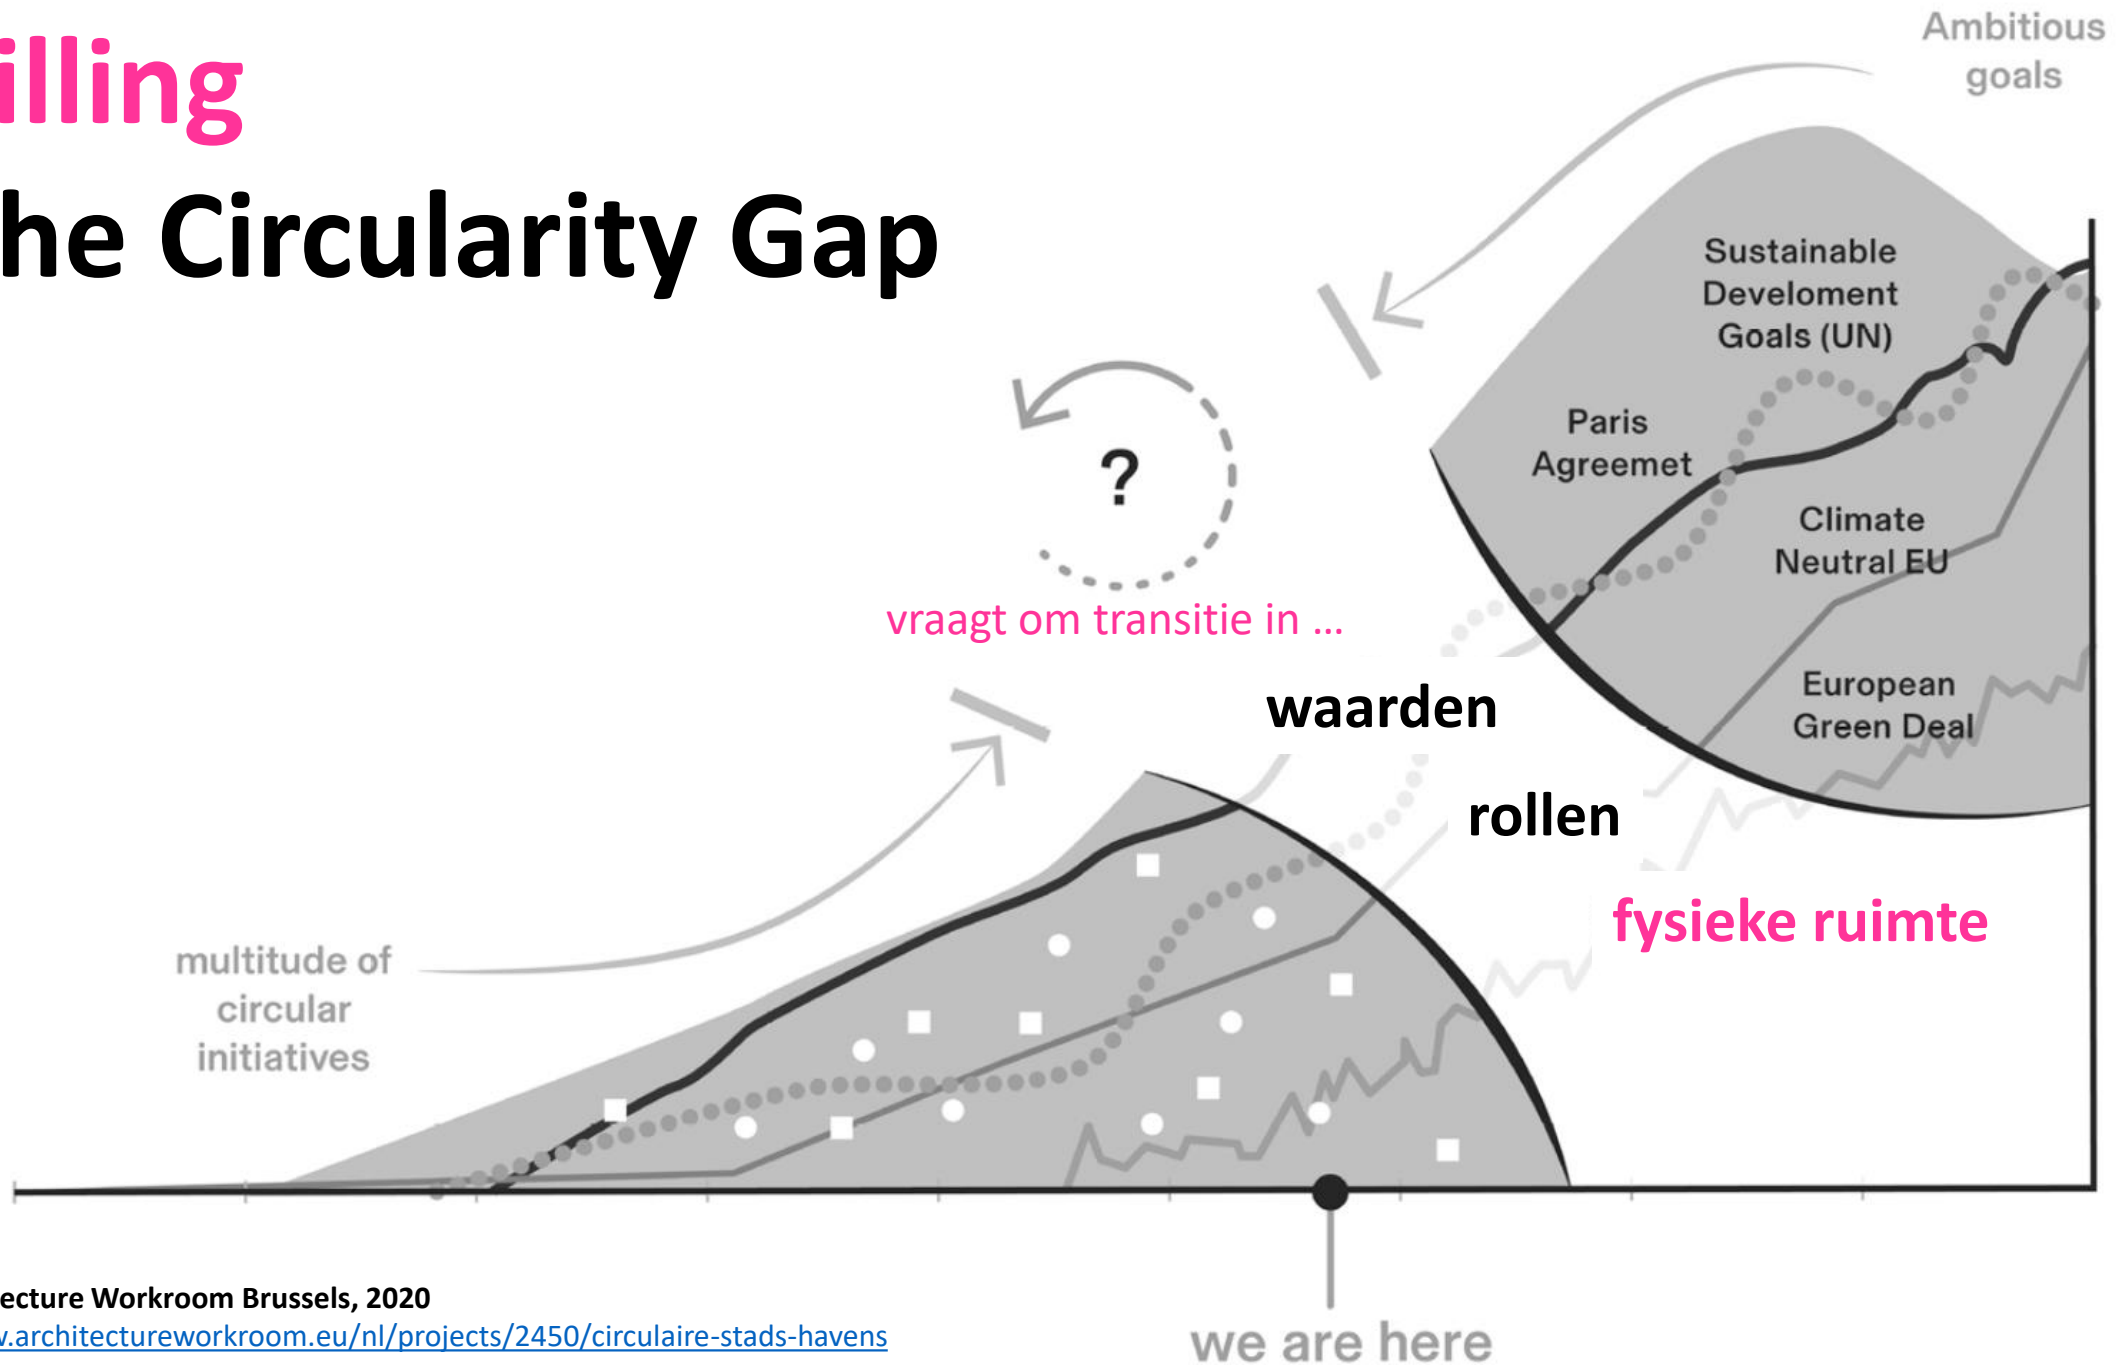 illing
he Circularity Gap
Ambitious
goals
Sustainable
Develoment
Goals (UN)
Paris
Agreemet
Climate
Neutral EU
European
Green Deal
?
vraagt om transitie in ...
waarden
rollen
fysieke ruimte
multitude of
circular
initiatives
we are here
ecture Workroom Brussels, 2020
w.architectureworkroom.eu/nl/projects/2450/circulaire-stads-havens